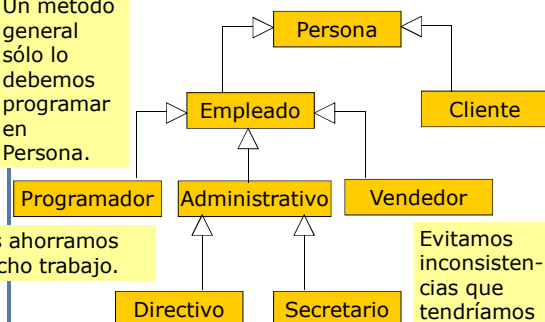 Un método
general
sólo lo
debemos
programar
en
Persona.
Persona
Empleado
Cliente
Programador
Administrativo
Vendedor
ahorramos
trabajo.
Evitamos
inconsisten-
cias que
tendríamos
Directivo
Secretario